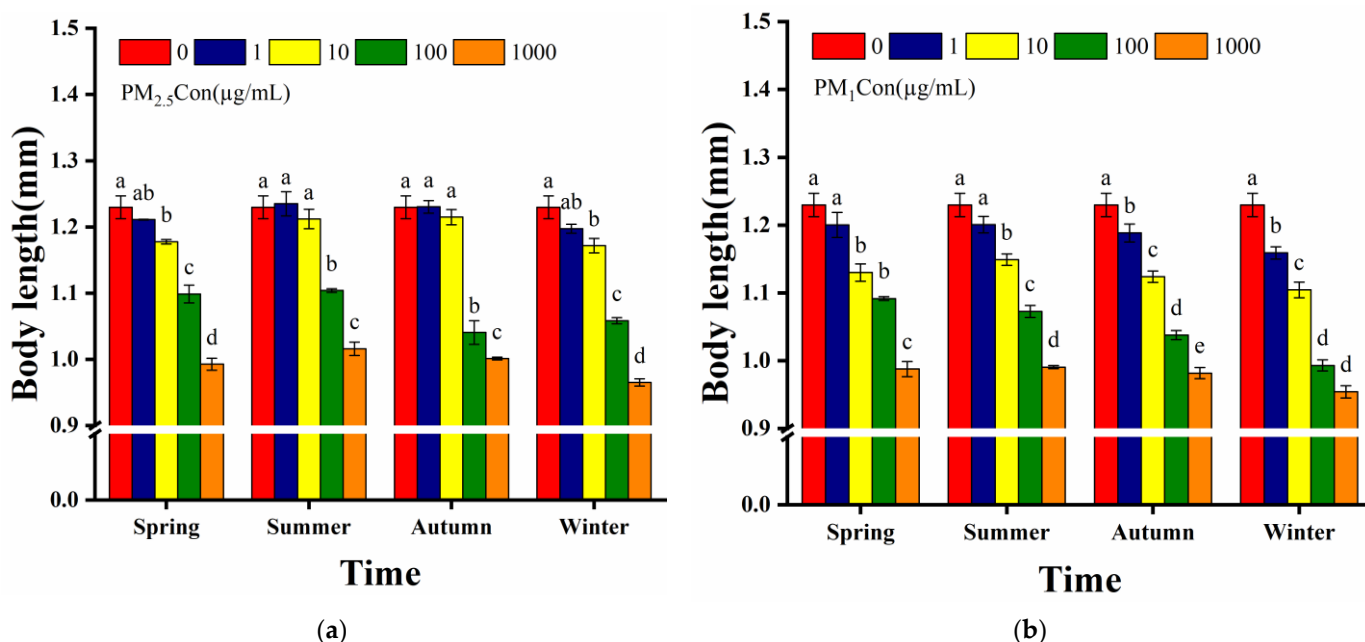 1.5
1.4
1.3
1.2
1.1
1.0
0.9
0.0
Body length(mm)
0 1 10 100 1000
PM2.5Con(μg/mL)
a ab b c d
a a a b c
a a a b c
a ab b c d
Spring Summer Autumn Winter
Time
(a)
1.5
1.4
1.3
1.2
1.1
1.0
0.9
0.0
Body length(mm)
0 1 10 100 1000
PM1Con(μg/mL)
a a b b c
a a b c d
a b c d e
a b c d d
Spring Summer Autumn Winter
Time
(b)